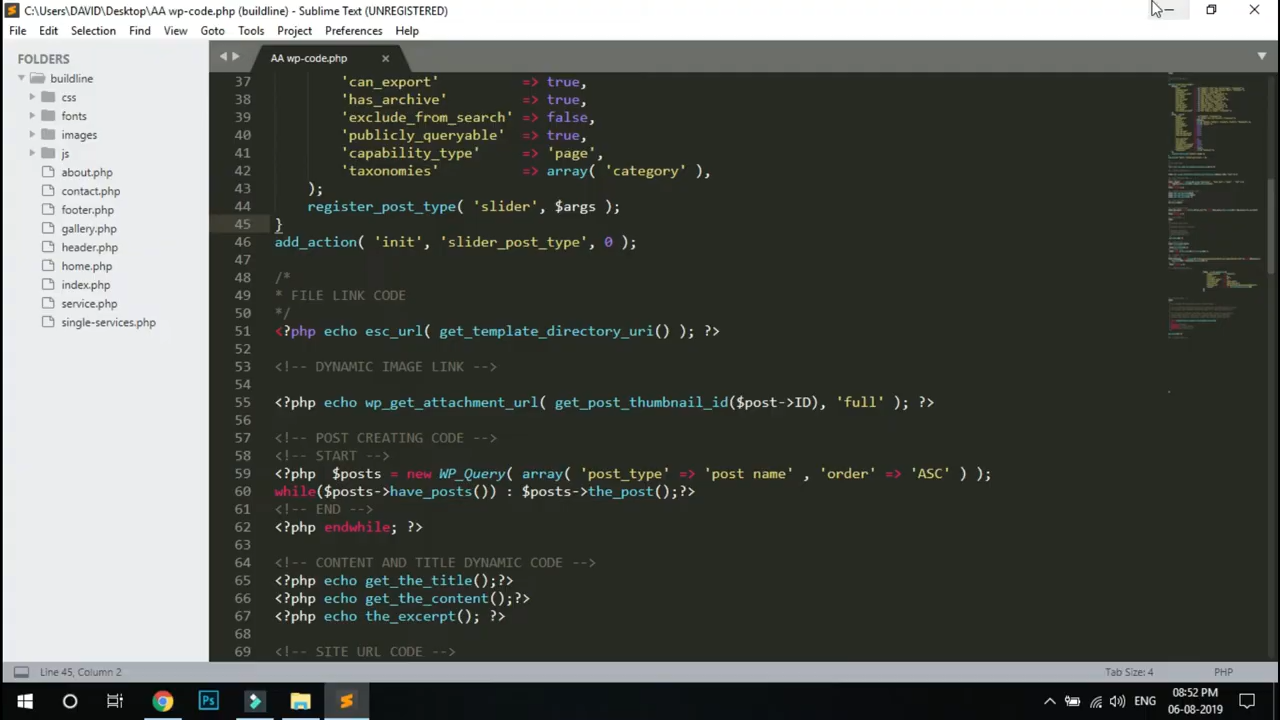 C:\Users\DAVID\Desktop\AA wp-code.php (buildline) - Sublime Text (UNREGISTERED)
File Edit Selection Find View Goto Tools Project Preferences Help
FOLDERS
buildline
css
fonts
images
js
about.php
contact.php
footer.php
gallery.php
header.php
home.php
index.php
service.php
single-services.php
AA wp-code.php
37 'can_export' => true,
38 'has_archive' => true,
39 'exclude_from_search' => false,
40 'publicly_queryable' => true,
41 'capability_type' => 'page',
42 'taxonomies' => array( 'category' ),
43 );
44 register_post_type( 'slider', $args );
45 }
46 add_action( 'init', 'slider_post_type', 0 );
47
48 /*
49 * FILE LINK CODE
50 */
51 <?php echo esc_url( get_template_directory_uri() ); ?>
52
53 <!-- DYNAMIC IMAGE LINK -->
54
55 <?php echo wp_get_attachment_url( get_post_thumbnail_id($post->ID), 'full' ); ?>
56
57 <!-- POST CREATING CODE -->
58 <!-- START -->
59 <?php  $posts = new WP_Query( array( 'post_type' => 'post name' , 'order' => 'ASC' ) );
60 while($posts->have_posts()) : $posts->the_post();?>
61 <!-- END -->
62 <?php endwhile; ?>
63
64 <!-- CONTENT AND TITLE DYNAMIC CODE -->
65 <?php echo get_the_title();?>
66 <?php echo get_the_content();?>
67 <?php echo the_excerpt(); ?>
68
69 <!-- SITE URL CODE -->
Line 45, Column 2
Tab Size: 4
PHP
Ps
ENG
08:52 PM
06-08-2019